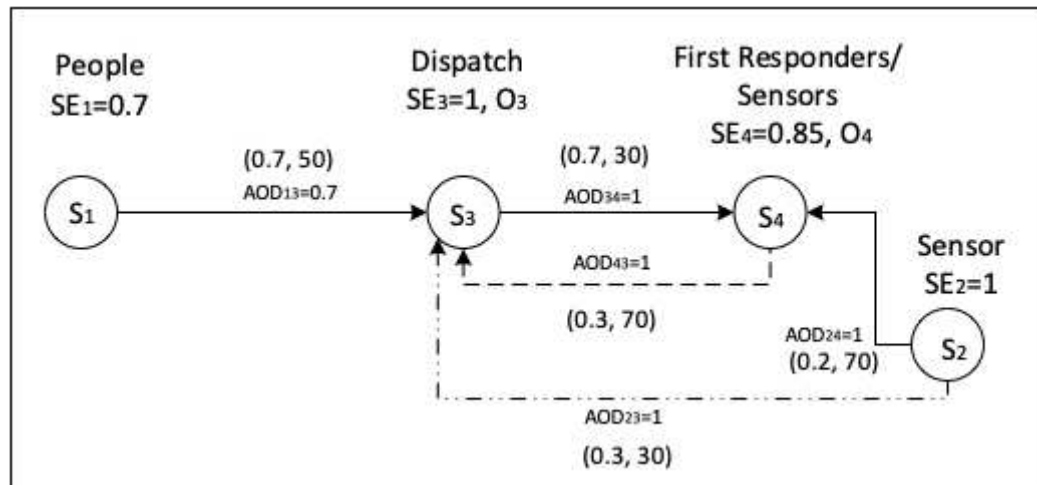 People
SE1=0.7
Dispatch
SE3=1, O3
First Responders/
Sensors
SE4=0.85, O4
(0.7, 50)
AOD13=0.7
(0.7, 30)
AOD34=1
S1
S3
S4
AOD43=1
(0.3, 70)
Sensor
SE2=1
AOD24=1
(0.2, 70)
S2
AOD23=1
(0.3, 30)